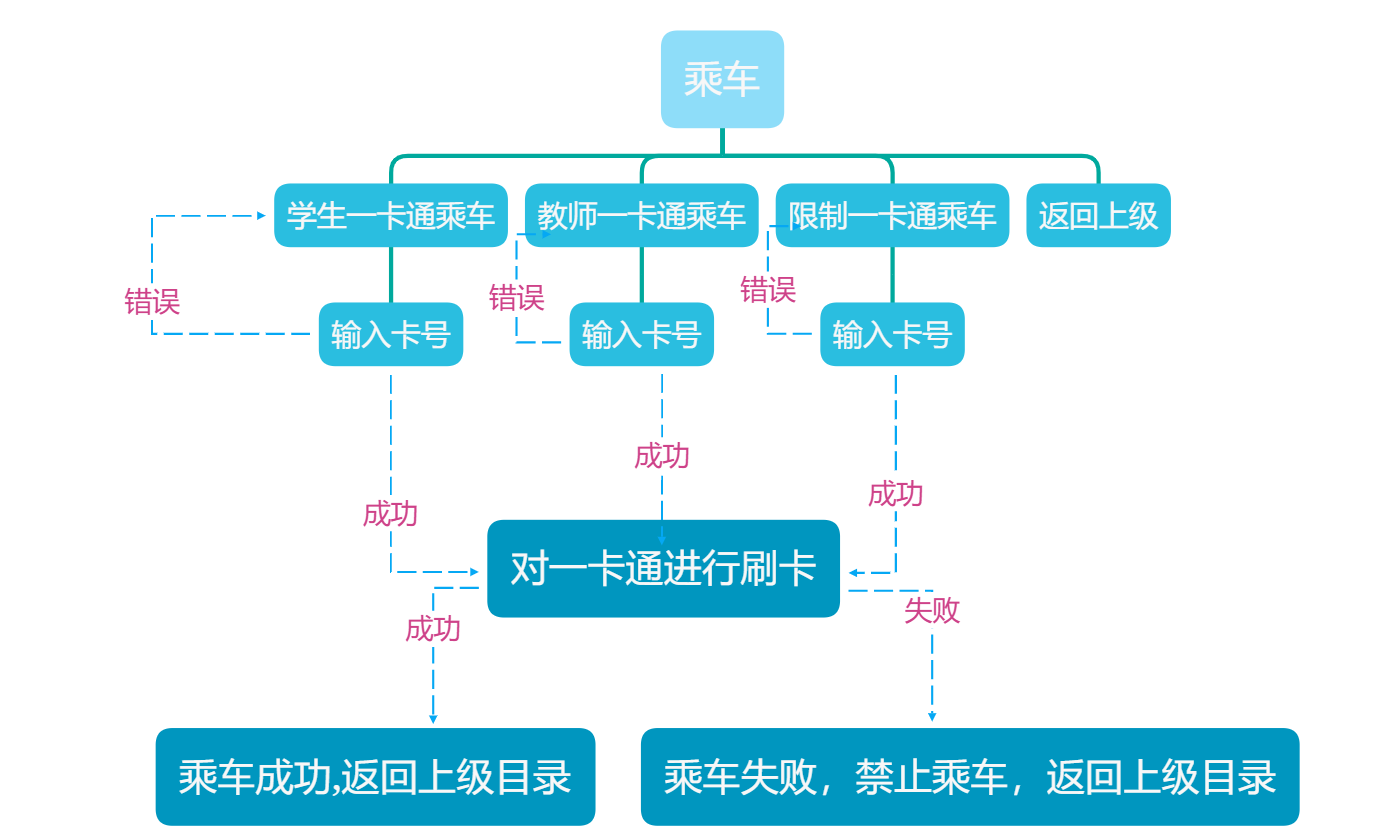 乘车
学生一卡通乘车
教师一卡通乘车
限制一卡通乘车
返回上级
错误
错误
错误
输入卡号
输入卡号
输入卡号
成功
成功
成功
对一卡通进行刷卡
成功
失败
乘车成功,返回上级目录
乘车失败，禁止乘车，返回上级目录